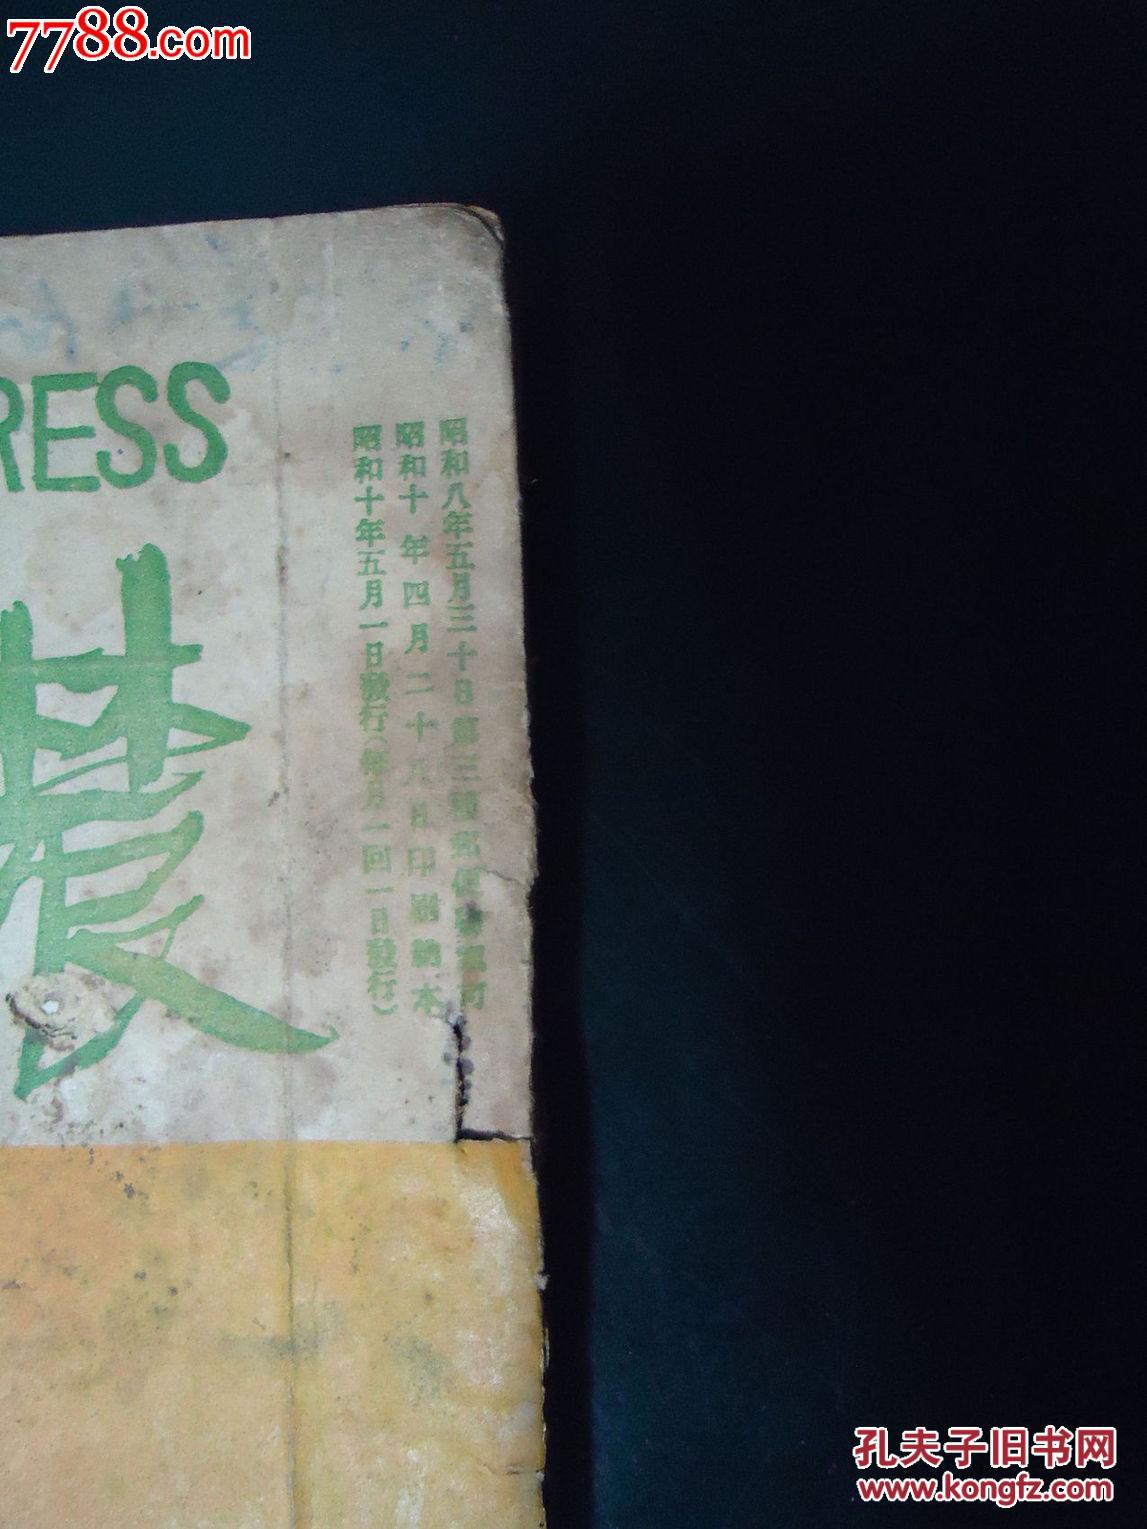 7788.com
RESS
農
昭和八年五月三十日第三種郵便物認可
昭和十年四月二十八日印刷納本
昭和十年五月一日發行(每月一回一日發行)
孔夫子旧书网
www.kongfz.com